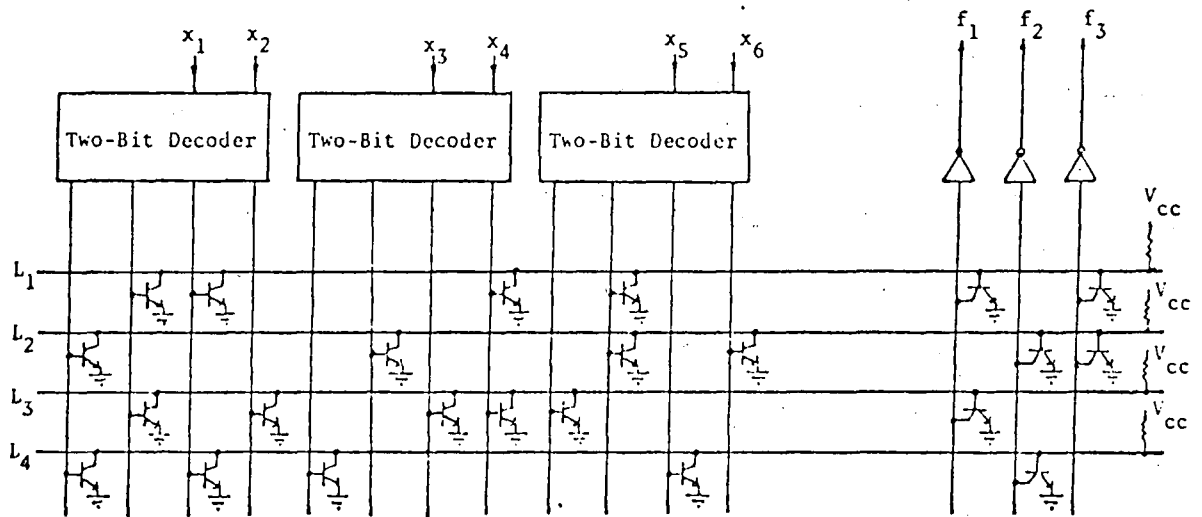 x1 x2 x3 x4 x5 x6 f1 f2 f3
Two-Bit Decoder Two-Bit Decoder Two-Bit Decoder
Vcc
L1
Vcc
L2
Vcc
L3
Vcc
L4